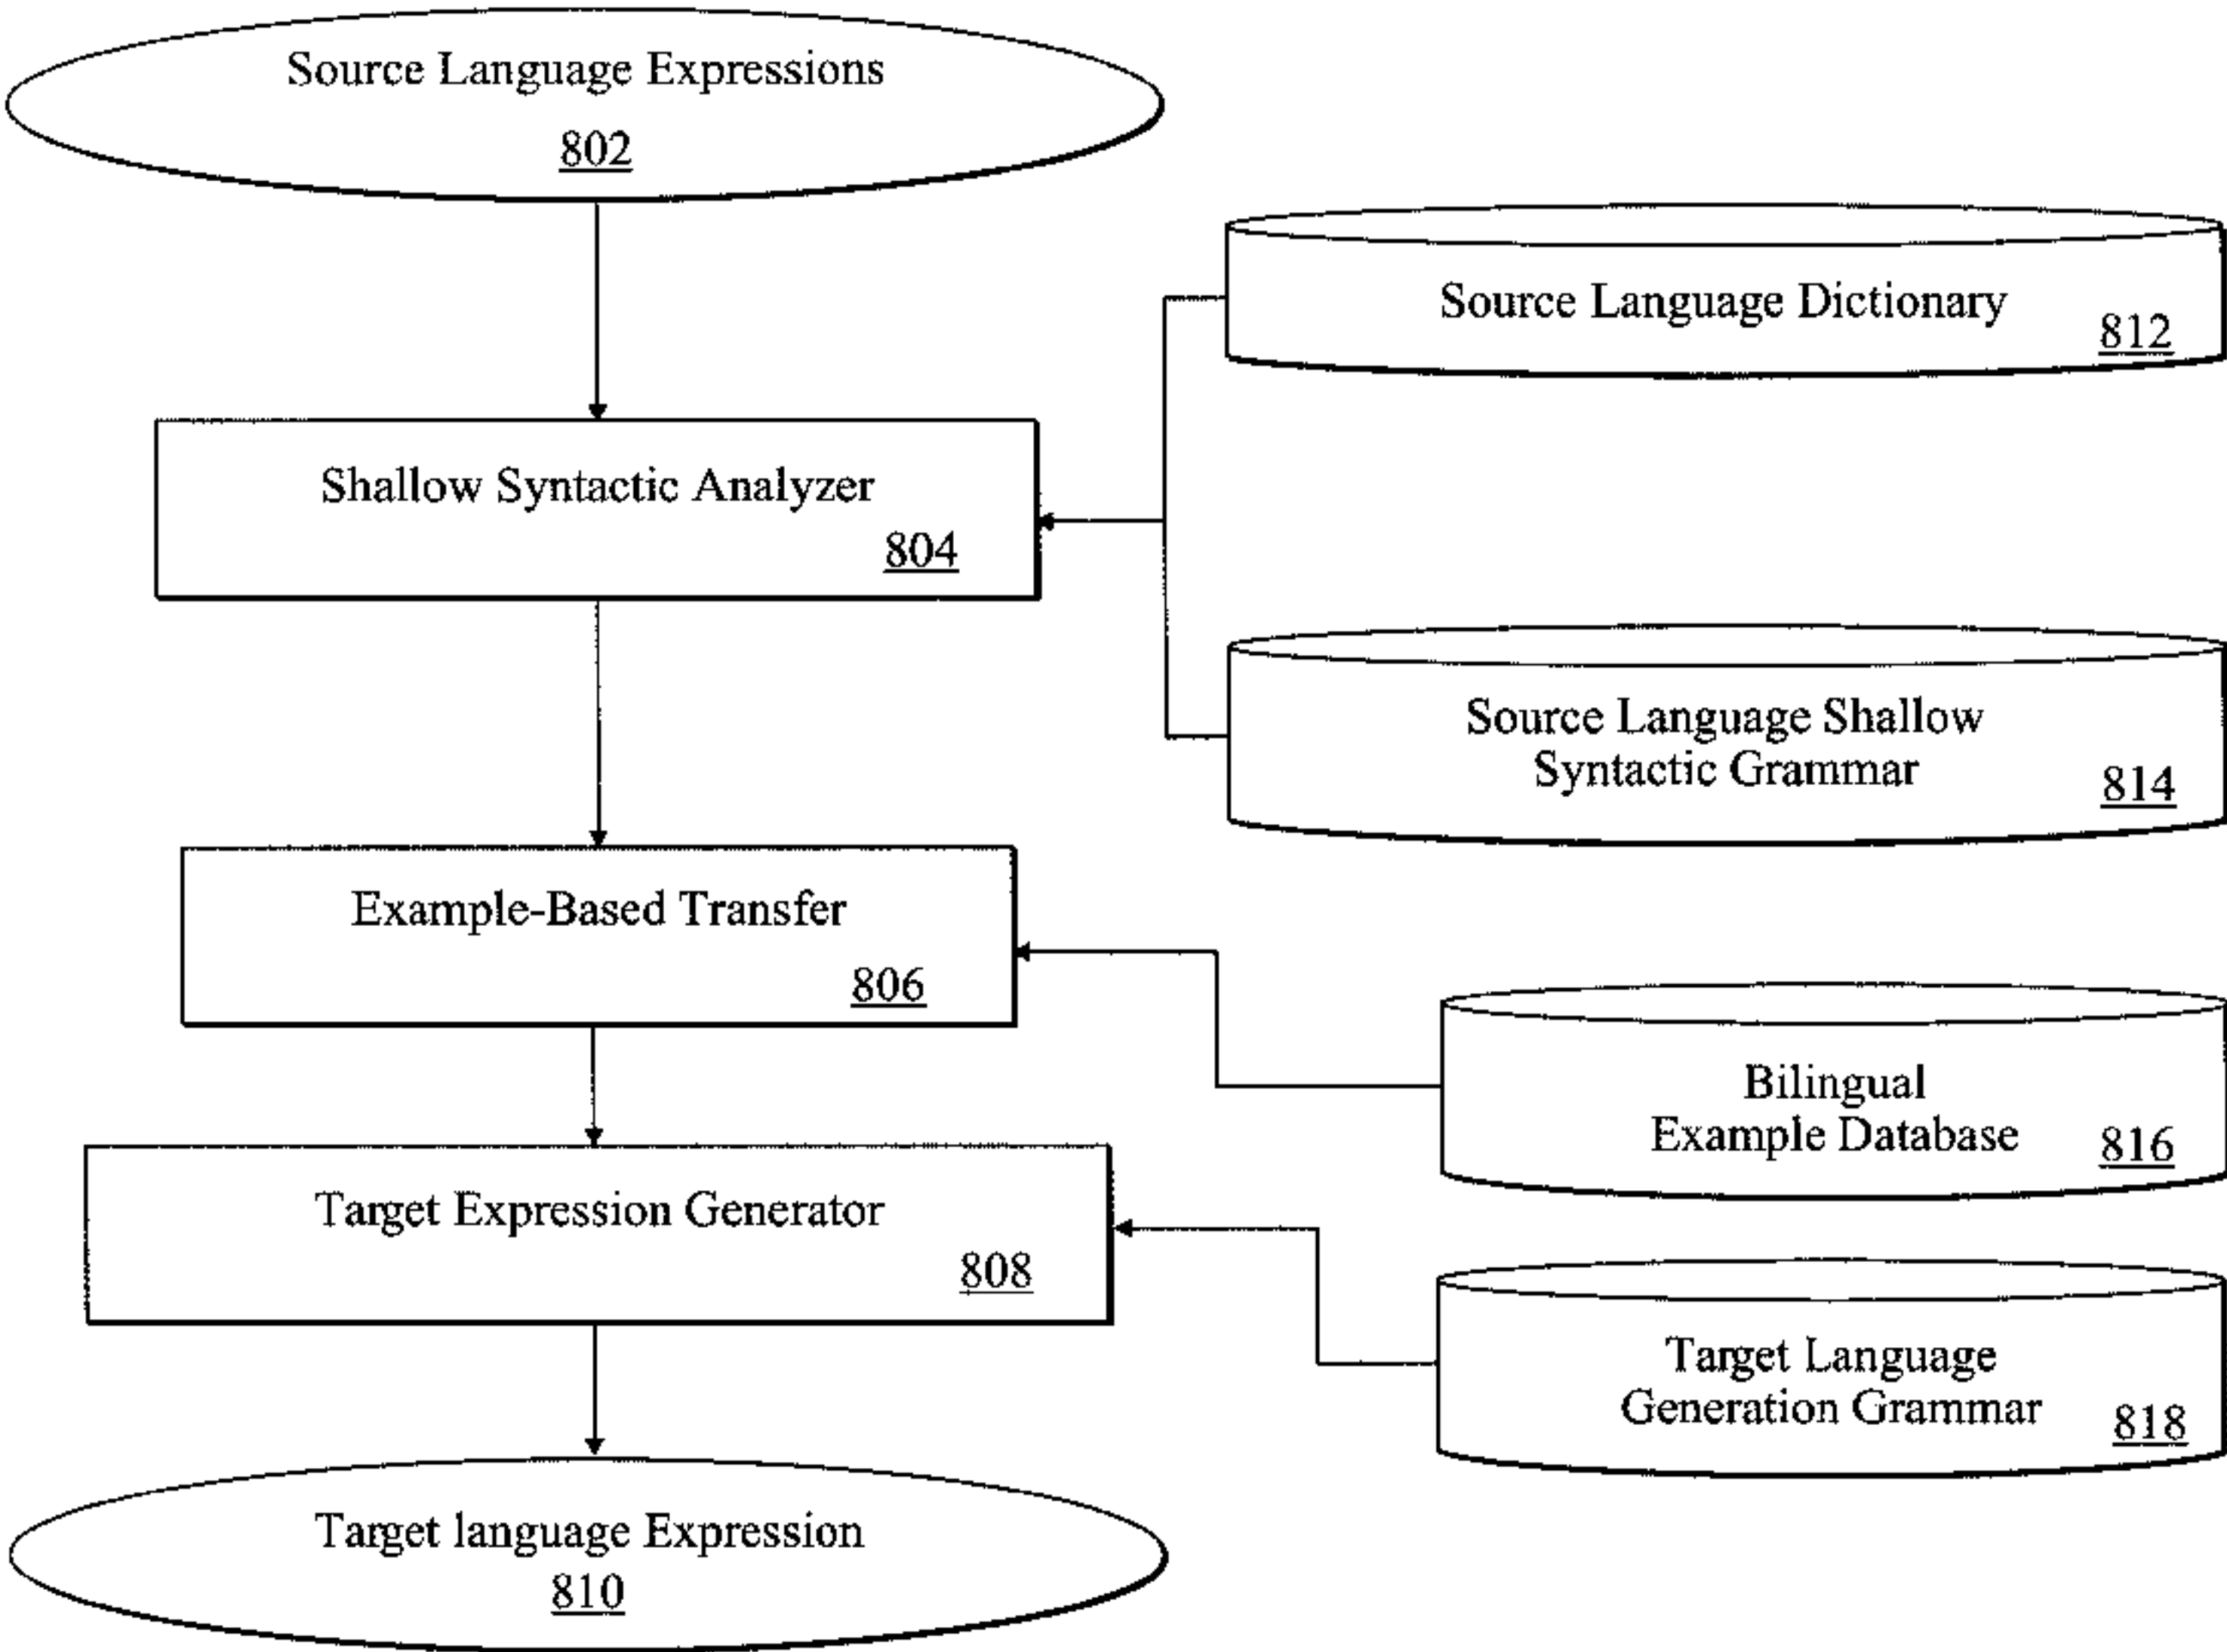 Source Language Expressions
802
Source Language Dictionary
812
Shallow Syntactic Analyzer
804
Source Language Shallow
Syntactic Grammar
814
Example-Based Transfer
806
Bilingual
Example Database
816
Target Expression Generator
808
Target Language
Generation Grammar
818
Target language Expression
810